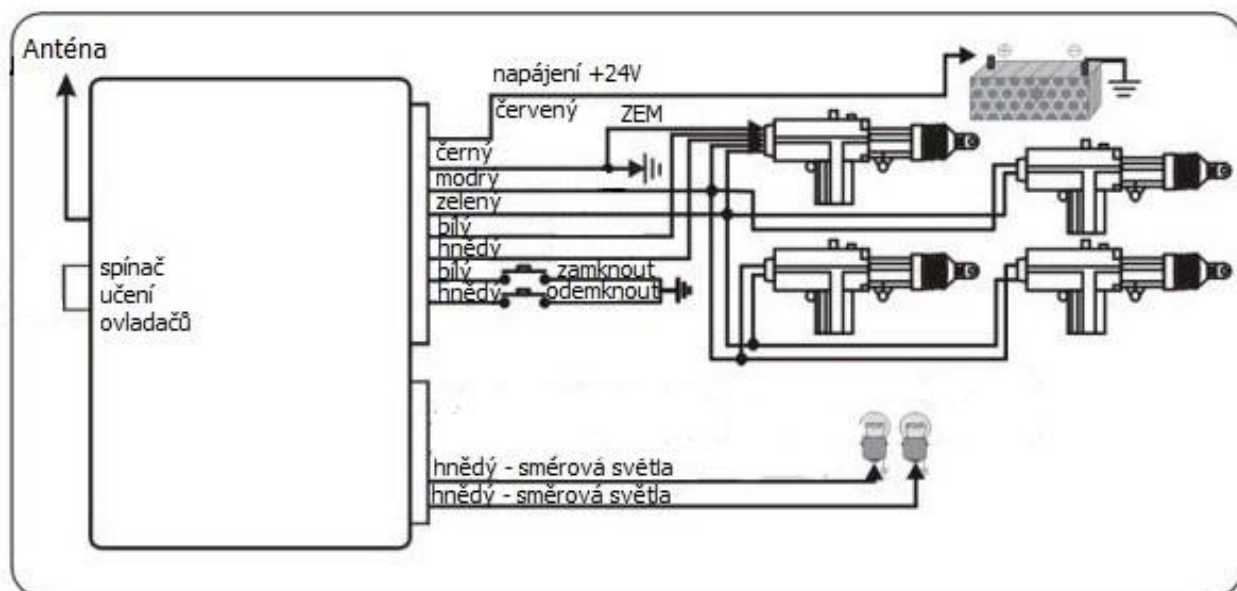 Anténa
napájení +24V
červený
ZEM
černý
modrý
zelený
bílý
hnědý
bílý
zamknout
hnědý
odemknout
spínač
učení
ovladačů
hnědý - směrová světla
hnědý - směrová světla